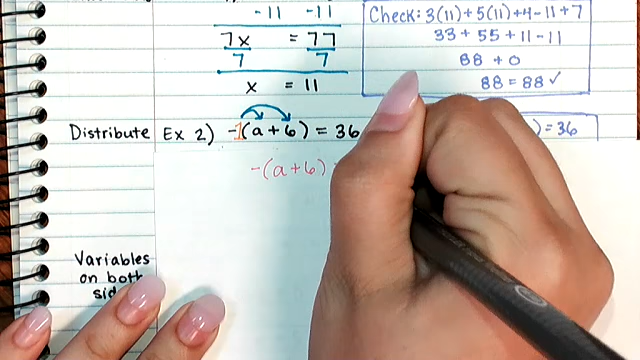 -11 -11
7x = 77
7 7
x = 11
Check: 3(11)+5(11)+4-11+7
33 + 55 + 11 - 11
88 + 0
88 = 88 ✓
Distribute Ex 2) -1(a+6) = 36 ) = 36
-(a+6)
Variables
on both
sid